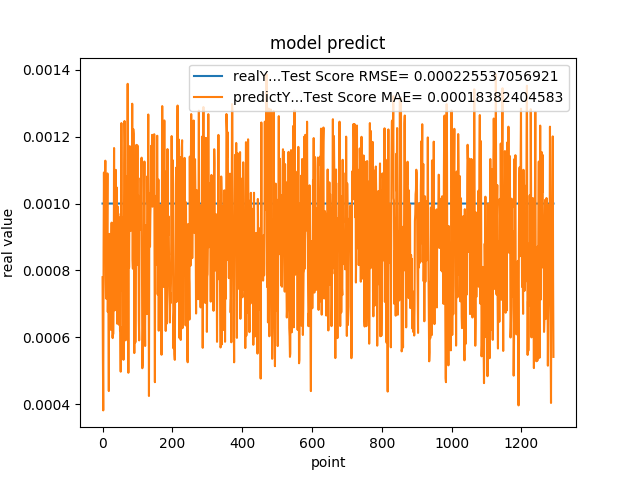 model predict
realY...Test Score RMSE= 0.000225537056921
predictY...Test Score MAE= 0.00018382404583
0.0014
0.0012
0.0010
0.0008
0.0006
0.0004
real value
0
200
400
600
800
1000
1200
point